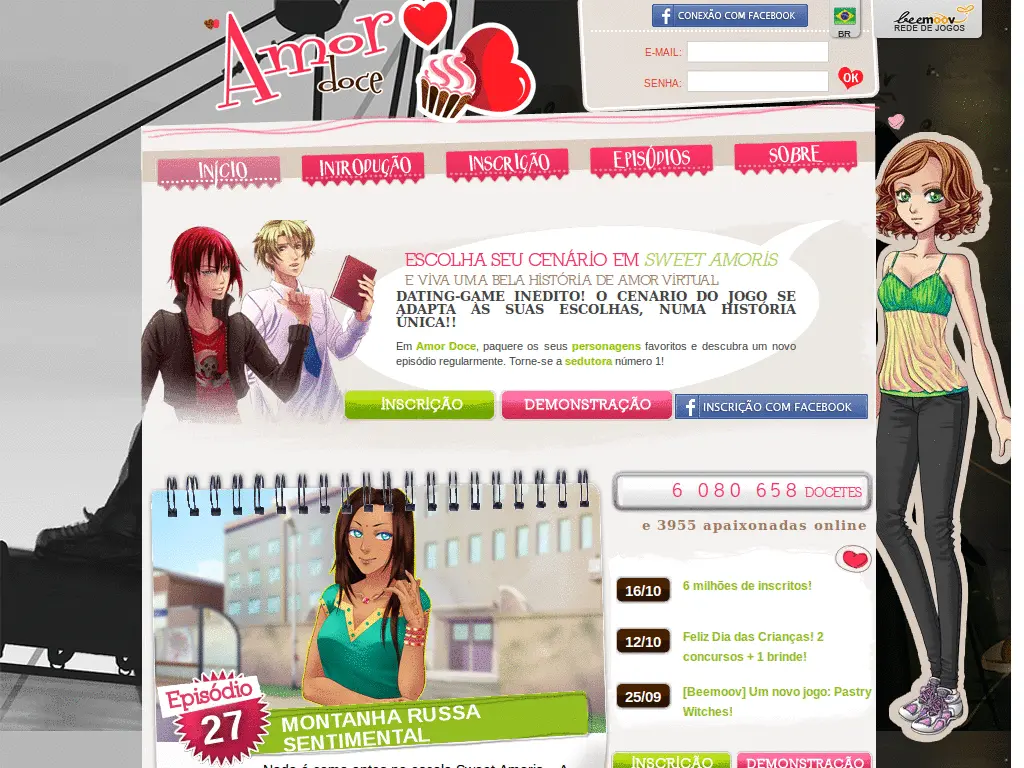 Amor
doce
CONEXÃO COM FACEBOOK
BR
beemoov
REDE DE JOGOS
E-MAIL:
SENHA:
OK
INÍCIO
INTRODUÇÃO
INSCRIÇÃO
EPISÓDIOS
SOBRE
ESCOLHA SEU CENÁRIO EM SWEET AMORIS
E VIVA UMA BELA HISTÓRIA DE AMOR VIRTUAL
DATING-GAME INEDITO! O CENARIO DO JOGO SE
ADAPTA ÀS SUAS ESCOLHAS, NUMA HISTÓRIA
ÚNICA!!
Em Amor Doce, paquere os seus personagens favoritos e descubra um novo
episódio regularmente. Torne-se a sedutora número 1!
INSCRIÇÃO
DEMONSTRAÇÃO
INSCRIÇÃO COM FACEBOOK
6 080 658 DOCETES
e 3955 apaixonadas online
16/10
6 milhões de inscritos!
12/10
Feliz Dia das Crianças! 2
concursos + 1 brinde!
25/09
[Beemoov] Um novo jogo: Pastry
Witches!
Episódio
27
MONTANHA RUSSA
SENTIMENTAL
Nada é como antes na escola Sweet Amoris... A
INSCRIÇÃO
DEMONSTRAÇÃO